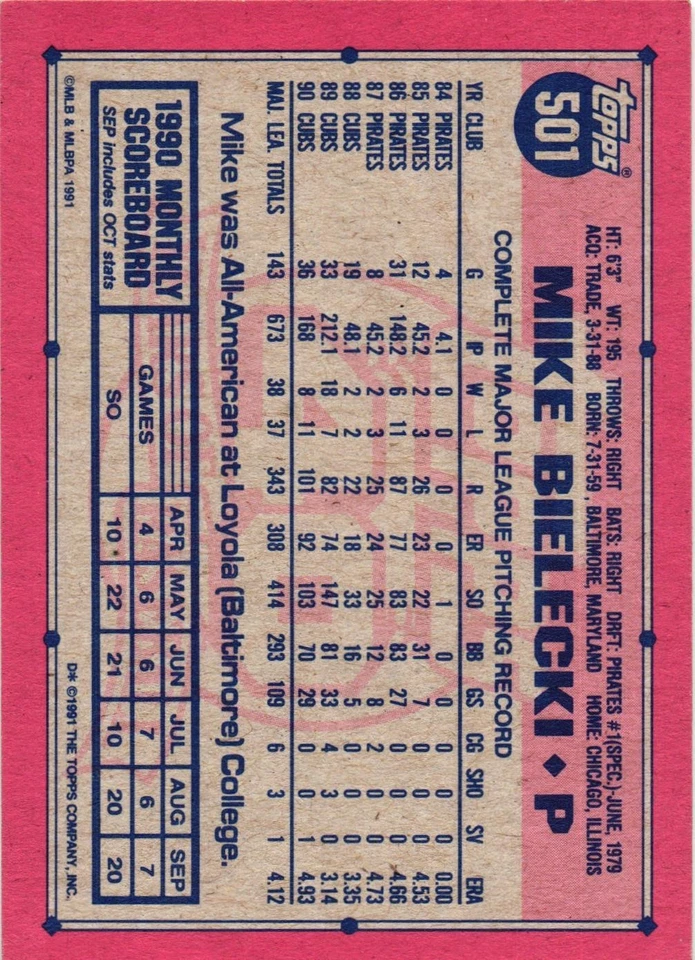 topps®
501
HT: 6'3" WT: 195 THROWS: RIGHT BATS: RIGHT DRFT: PIRATES #1(SPEC.)-JUNE, 1979
ACQ: TRADE, 3-31-88 BORN: 7-31-59, BALTIMORE, MARYLAND HOME: CHICAGO, ILLINOIS
MIKE BIELECKI ♦ P
COMPLETE MAJOR LEAGUE PITCHING RECORD
YR CLUB G IP W L R ER SO BB GS CG SHO SV ERA
84 PIRATES 4 4.1 0 0 0 0 1 0 0 0 0 0 0.00
85 PIRATES 12 45.2 2 3 26 23 22 31 7 0 0 0 4.53
86 PIRATES 31 148.2 6 11 87 77 83 83 27 0 0 0 4.66
87 PIRATES 8 45.2 2 3 25 24 25 12 8 2 0 0 4.73
88 CUBS 19 48.1 2 2 22 18 33 16 5 0 0 0 3.35
89 CUBS 33 212.1 18 7 82 74 147 81 33 4 3 0 3.14
90 CUBS 36 168 8 11 101 92 103 70 29 0 0 1 4.93
MAJ. LEA. TOTALS 143 673 38 37 343 308 414 293 109 6 3 1 4.12
Mike was All-American at Loyola (Baltimore) College.
1990 MONTHLY
SCOREBOARD
SEP includes OCT stats
APR MAY JUN JUL AUG SEP
GAMES 4 6 6 7 6 7
SO 10 22 21 10 20 20
©MLB & MLBPA 1991
D* ©1991 THE TOPPS COMPANY, INC.